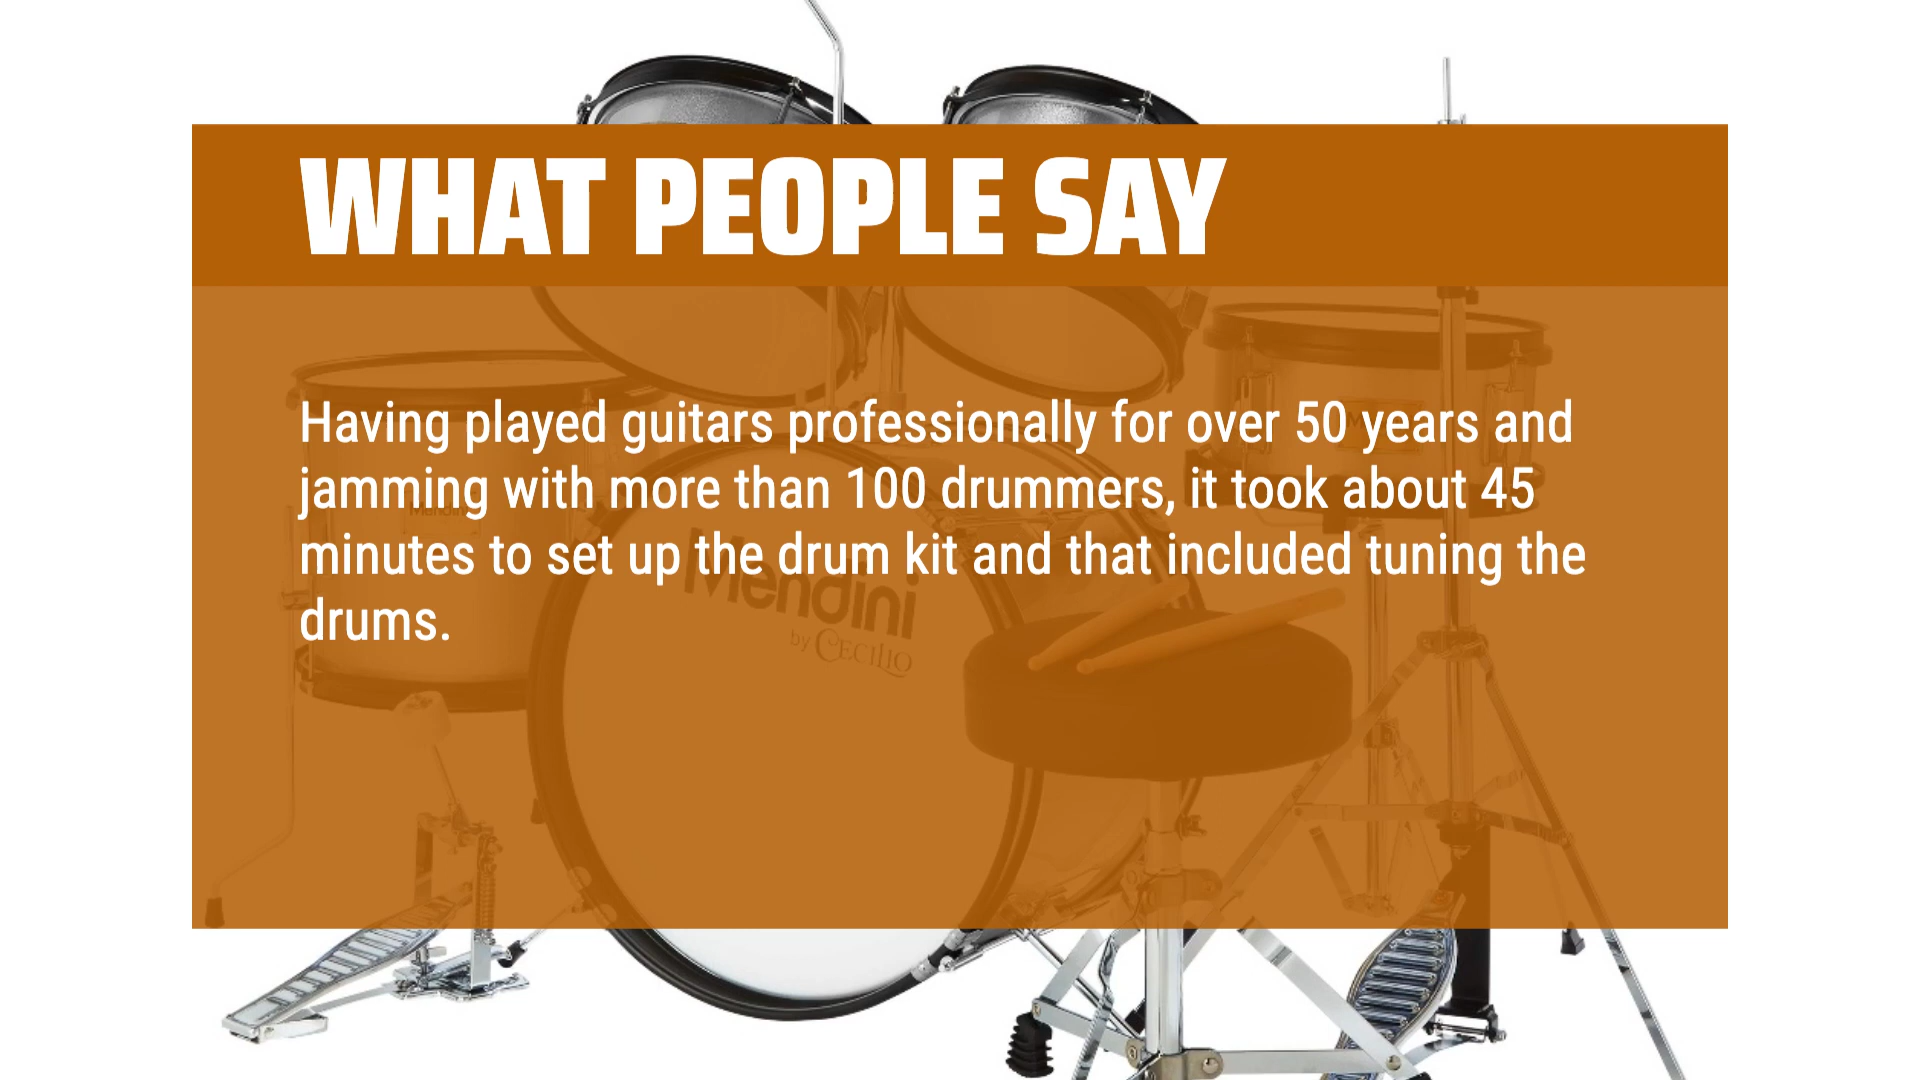 WHAT PEOPLE SAY
Having played guitars professionally for over 50 years and
jamming with more than 100 drummers, it took about 45
minutes to set up the drum kit and that included tuning the
drums.
Mendini
by CECILIO
Mendini